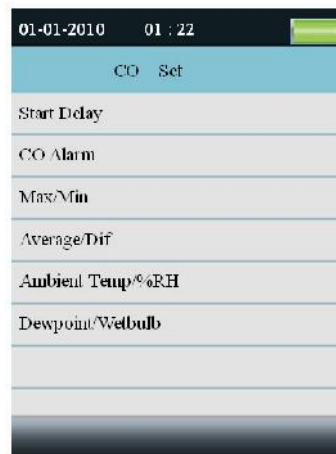 01-01-2010 01 : 22
CO Set
Start Delay
CO Alarm
Max/Min
Average/Dif
Ambient Temp/%RH
Dewpoint/Wetbulb